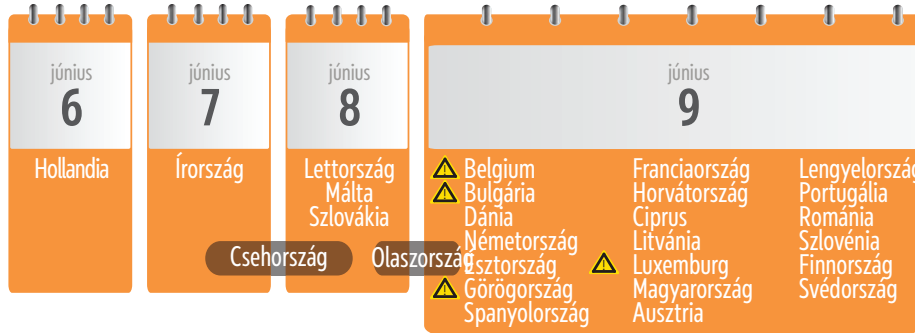 június
6
Hollandia
június
7
Írország
június
8
Lettország
Málta
Szlovákia
Csehország
Olaszország
június
9
Belgium
Bulgária
Dánia
Németország
Észtország
Görögország
Spanyolország
Franciaország
Horvátország
Ciprus
Litvánia
Luxemburg
Magyarország
Ausztria
Lengyelország
Portugália
Románia
Szlovénia
Finnország
Svédország